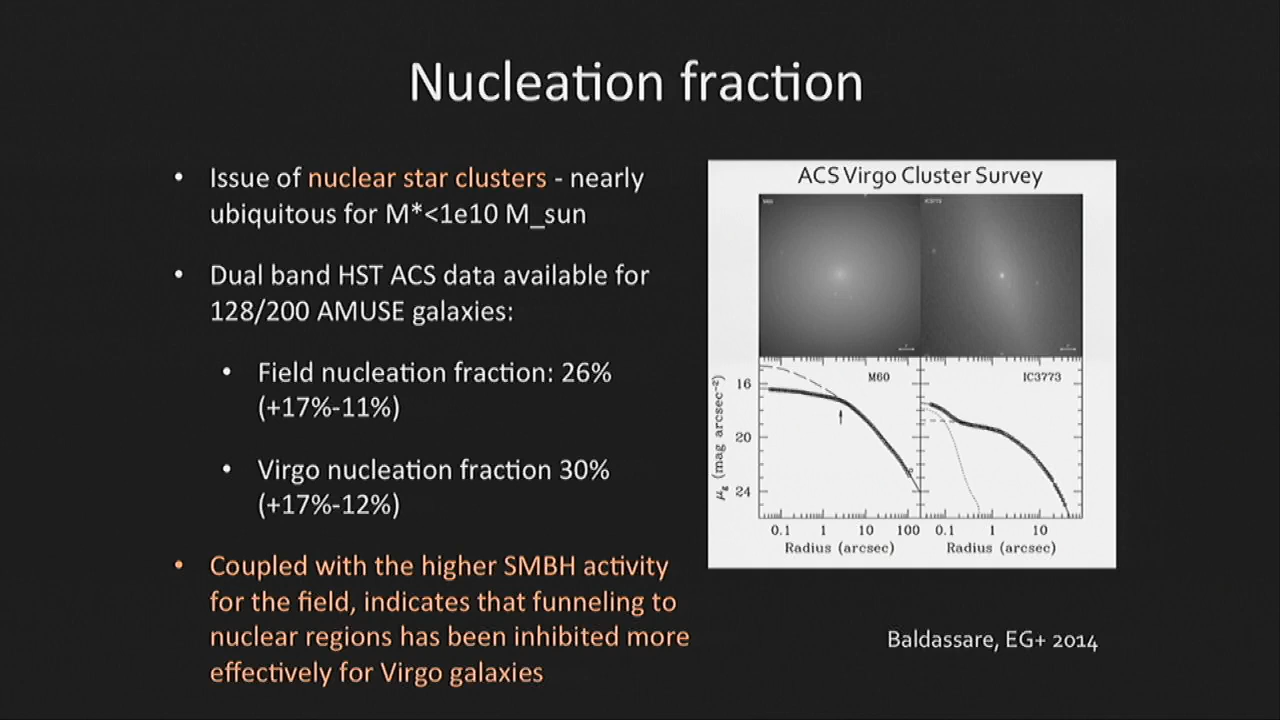 Nucleation fraction
• Issue of nuclear star clusters - nearly
ubiquitous for M*<1e10 M_sun
• Dual band HST ACS data available for
128/200 AMUSE galaxies:
• Field nucleation fraction: 26%
(+17%-11%)
• Virgo nucleation fraction 30%
(+17%-12%)
• Coupled with the higher SMBH activity
for the field, indicates that funneling to
nuclear regions has been inhibited more
effectively for Virgo galaxies
ACS Virgo Cluster Survey
M60
IC3773
M60
IC3773
μg (mag arcsec⁻²)
16
20
24
0.1 1 10 100
0.1 1 10
Radius (arcsec)
Radius (arcsec)
Baldassare, EG+ 2014